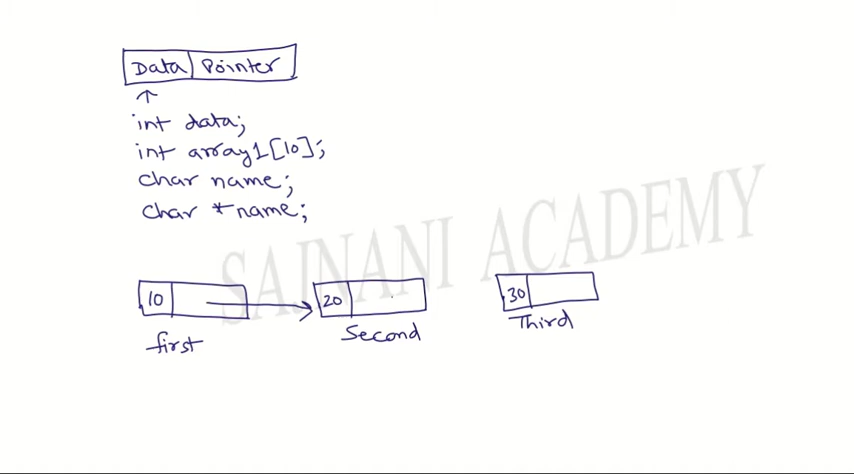 Data Pointer
int data;
int array1[10];
char name;
char *name;
10 20 30
first Second Third
SAINANI ACADEMY